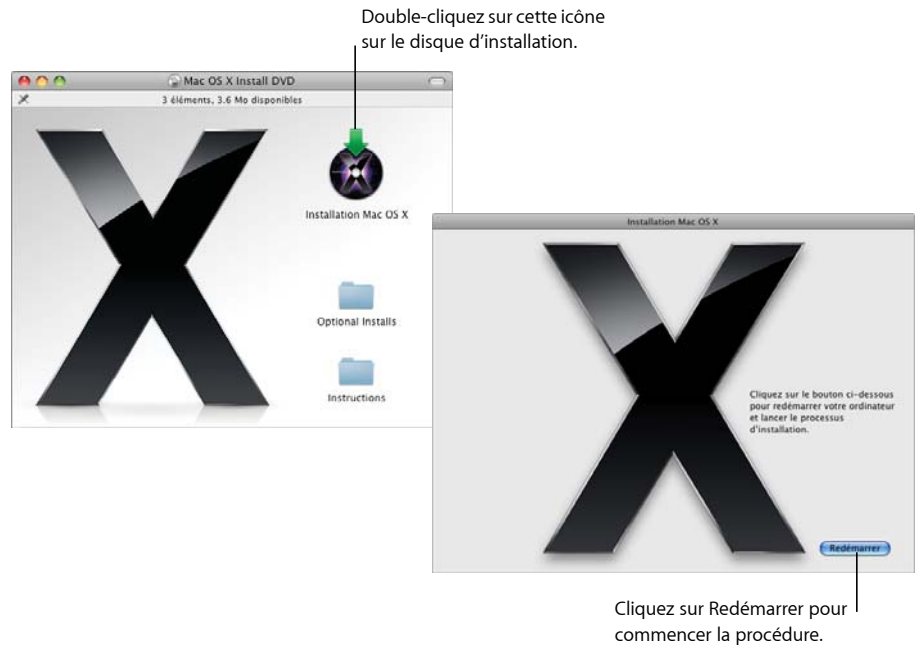 Double-cliquez sur cette icône
sur le disque d’installation.
Mac OS X Install DVD
3 éléments, 3.6 Mo disponibles
Installation Mac OS X
Optional Installs
Instructions
Installation Mac OS X
Cliquez sur le bouton ci-dessous
pour redémarrer votre ordinateur
et lancer le processus
d'installation.
Redémarrer
Cliquez sur Redémarrer pour
commencer la procédure.